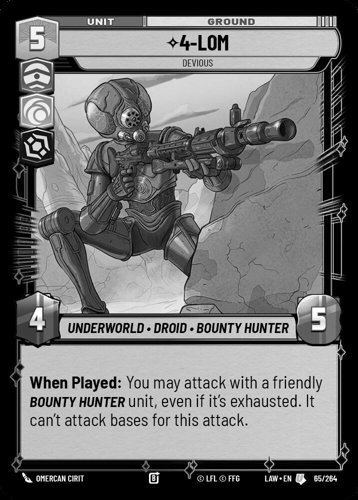 UNIT
GROUND
5
✧4-LOM
DEVIOUS
4
5
UNDERWORLD • DROID • BOUNTY HUNTER
When Played: You may attack with a friendly
BOUNTY HUNTER unit, even if it's exhausted. It
can't attack bases for this attack.
OMERCAN CIRIT
© LFL © FFG
LAW • EN
65/264